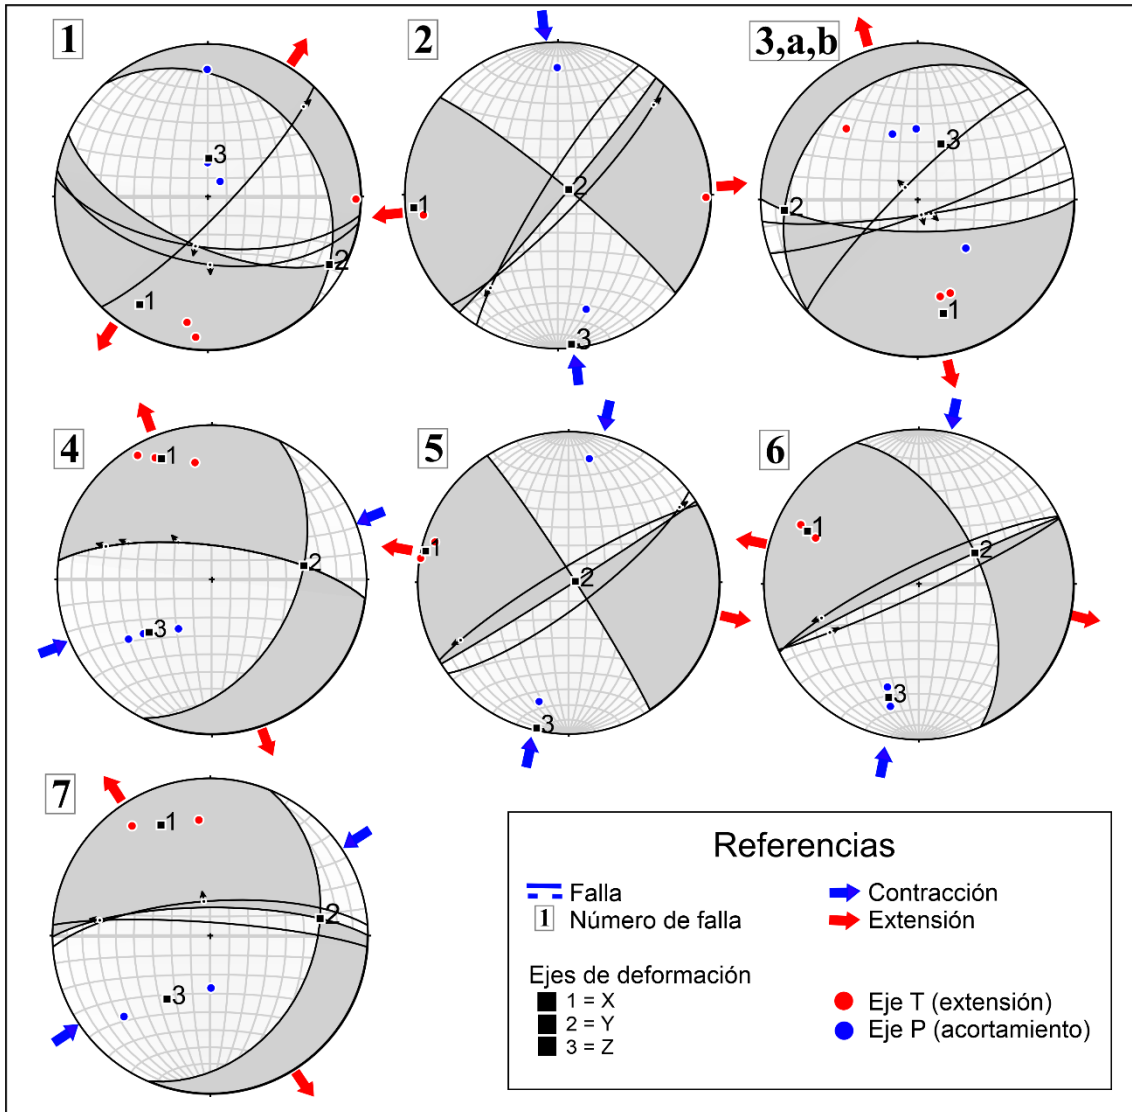 1
2
3,a,b
3
2
1
1
2
3
3
2
1
4
5
6
1
2
3
1
2
3
1
2
3
7
1
2
3
Referencias
Falla
1 Número de falla
Contracción
Extensión
Ejes de deformación
1 = X
2 = Y
3 = Z
Eje T (extensión)
Eje P (acortamiento)